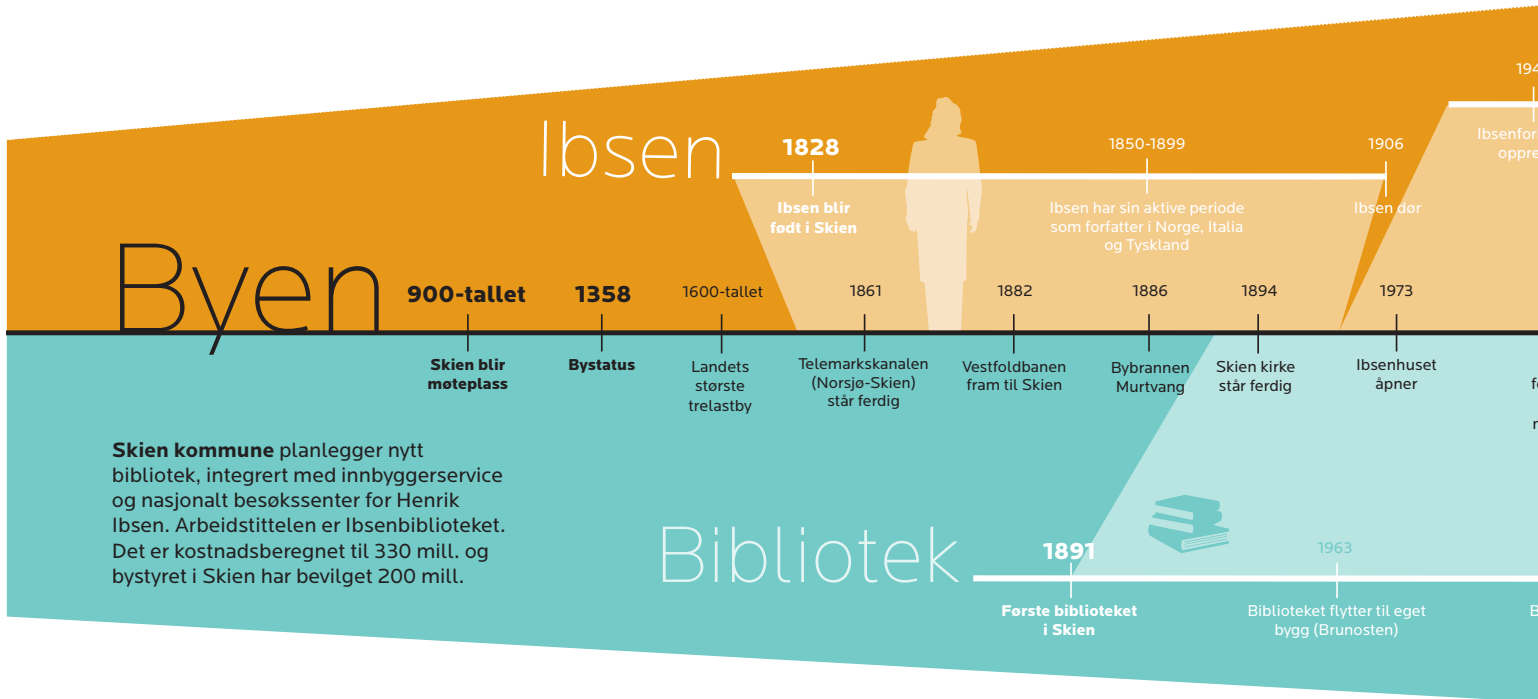 Ibsen
1828
Ibsen blir
født i Skien
1850-1899
Ibsen har sin aktive periode
som forfatter i Norge, Italia
og Tyskland
1906
Ibsen dør
Byen
900-tallet
Skien blir
møteplass
1358
Bystatus
1600-tallet
Landets
største
trelastby
1861
Telemarkskanalen
(Norsjø-Skien)
står ferdig
1882
Vestfoldbanen
fram til Skien
1886
Bybrannen
Murtvang
1894
Skien kirke
står ferdig
1973
Ibsenhuset
åpner
Skien kommune planlegger nytt
bibliotek, integrert med innbyggerservice
og nasjonalt besøkssenter for Henrik
Ibsen. Arbeidstittelen er Ibsenbiblioteket.
Det er kostnadsberegnet til 330 mill. og
bystyret i Skien har bevilget 200 mill.
Bibliotek
1891
Første biblioteket
i Skien
1963
Biblioteket flytter til eget
bygg (Brunosten)